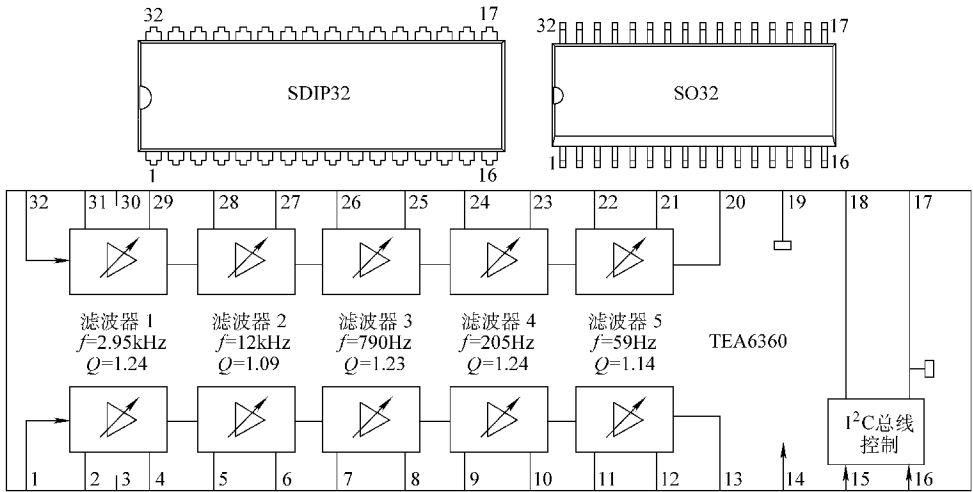 32 17
SDIP32
1 16
32 17
SO32
1 16
32 31 30 29 28 27 26 25 24 23 22 21 20 19 18 17
滤波器 1
f=2.95kHz
Q=1.24
滤波器 2
f=12kHz
Q=1.09
滤波器 3
f=790Hz
Q=1.23
滤波器 4
f=205Hz
Q=1.24
滤波器 5
f=59Hz
Q=1.14
TEA6360
I²C总线
控制
1 2 3 4 5 6 7 8 9 10 11 12 13 14 15 16